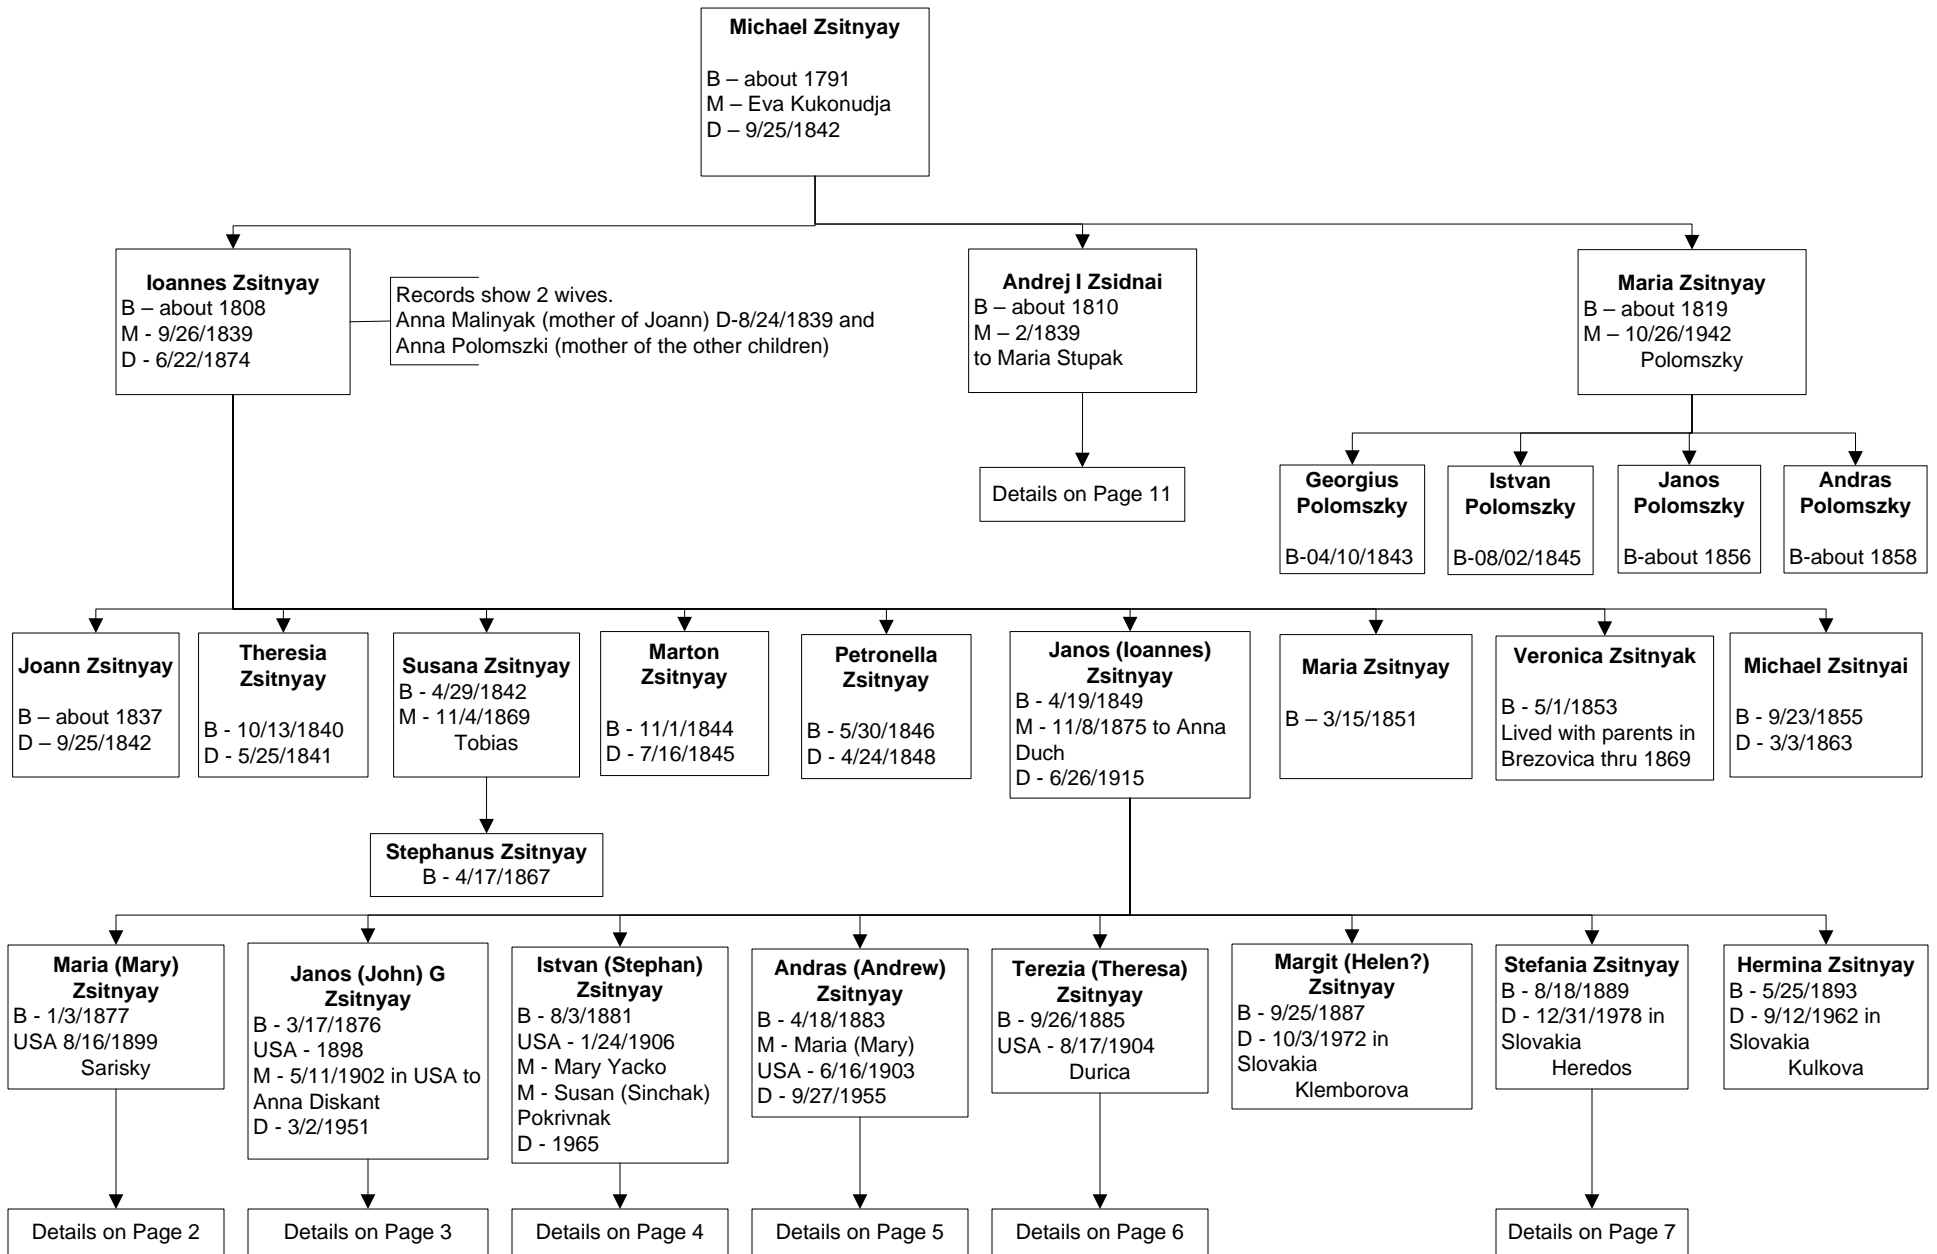 Michael Zsitnyay
B – about 1791
M – Eva Kukonudja
D – 9/25/1842
Ioannes Zsitnyay
B – about 1808
M - 9/26/1839
D - 6/22/1874
Records show 2 wives.
Anna Malinyak (mother of Joann) D-8/24/1839 and
Anna Polomszki (mother of the other children)
Andrej I Zsidnai
B – about 1810
M – 2/1839
to Maria Stupak
Maria Zsitnyay
B – about 1819
M – 10/26/1942
Polomszky
Details on Page 11
Georgius
Polomszky
B-04/10/1843
Istvan
Polomszky
B-08/02/1845
Janos
Polomszky
B-about 1856
Andras
Polomszky
B-about 1858
Joann Zsitnyay
B – about 1837
D – 9/25/1842
Theresia
Zsitnyay
B - 10/13/1840
D - 5/25/1841
Susana Zsitnyay
B - 4/29/1842
M - 11/4/1869
Tobias
Marton
Zsitnyay
B - 11/1/1844
D - 7/16/1845
Petronella
Zsitnyay
B - 5/30/1846
D - 4/24/1848
Janos (Ioannes)
Zsitnyay
B - 4/19/1849
M - 11/8/1875 to Anna
Duch
D - 6/26/1915
Maria Zsitnyay
B – 3/15/1851
Veronica Zsitnyak
B - 5/1/1853
Lived with parents in
Brezovica thru 1869
Michael Zsitnyai
B - 9/23/1855
D - 3/3/1863
Stephanus Zsitnyay
B - 4/17/1867
Maria (Mary)
Zsitnyay
B - 1/3/1877
USA 8/16/1899
Sarisky
Janos (John) G
Zsitnyay
B - 3/17/1876
USA - 1898
M - 5/11/1902 in USA to
Anna Diskant
D - 3/2/1951
Istvan (Stephan)
Zsitnyay
B - 8/3/1881
USA - 1/24/1906
M - Mary Yacko
M - Susan (Sinchak)
Pokrivnak
D - 1965
Andras (Andrew)
Zsitnyay
B - 4/18/1883
M - Maria (Mary)
USA - 6/16/1903
D - 9/27/1955
Terezia (Theresa)
Zsitnyay
B - 9/26/1885
USA - 8/17/1904
Durica
Margit (Helen?)
Zsitnyay
B - 9/25/1887
D - 10/3/1972 in
Slovakia
Klemborova
Stefania Zsitnyay
B - 8/18/1889
D - 12/31/1978 in
Slovakia
Heredos
Hermina Zsitnyay
B - 5/25/1893
D - 9/12/1962 in
Slovakia
Kulkova
Details on Page 2
Details on Page 3
Details on Page 4
Details on Page 5
Details on Page 6
Details on Page 7